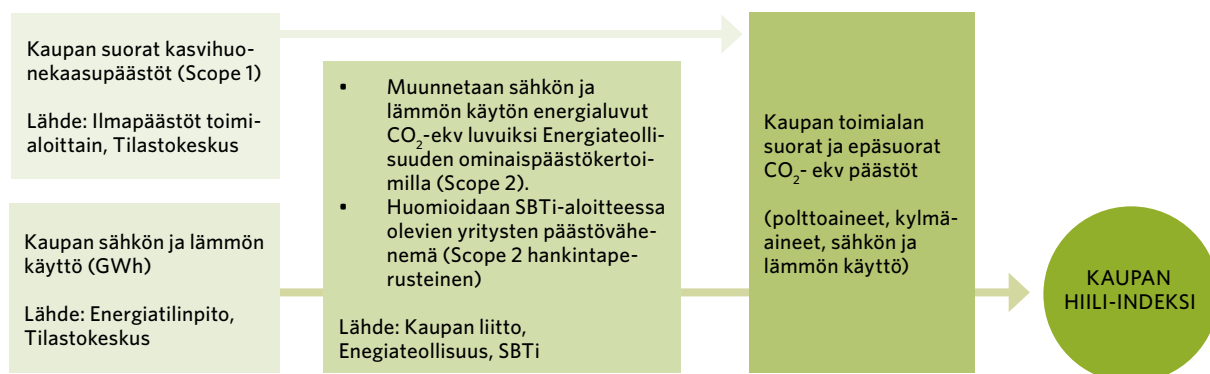 Kaupan suorat kasvihuo-
nekaasupäästöt (Scope 1)
Lähde: Ilmapäästöt toimi-
aloittain, Tilastokeskus
Kaupan sähkön ja lämmön
käyttö (GWh)
Lähde: Energiatilinpito,
Tilastokeskus
• Muunnetaan sähkön ja
lämmön käytön energialuvut
CO₂-ekv luvuiksi Energiateolli-
suuden ominaispäästökertoi-
milla (Scope 2).
• Huomioidaan SBTi-aloitteessa
olevien yritysten päästövähe-
nemä (Scope 2 hankintape-
rusteinen)
Lähde: Kaupan liitto,
Enegiateollisuus, SBTi
Kaupan toimialan
suorat ja epäsuorat
CO₂- ekv päästöt
(polttoaineet, kylmä-
aineet, sähkön ja
lämmön käyttö)
KAUPAN
HIILI-INDEKSI